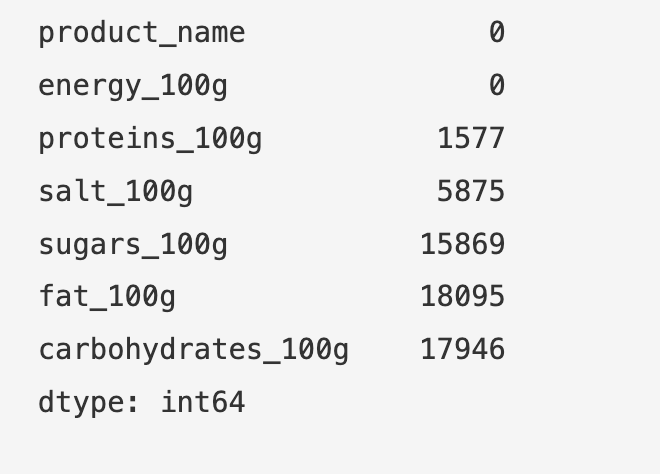 product_name 0
energy_100g 0
proteins_100g 1577
salt_100g 5875
sugars_100g 15869
fat_100g 18095
carbohydrates_100g 17946
dtype: int64